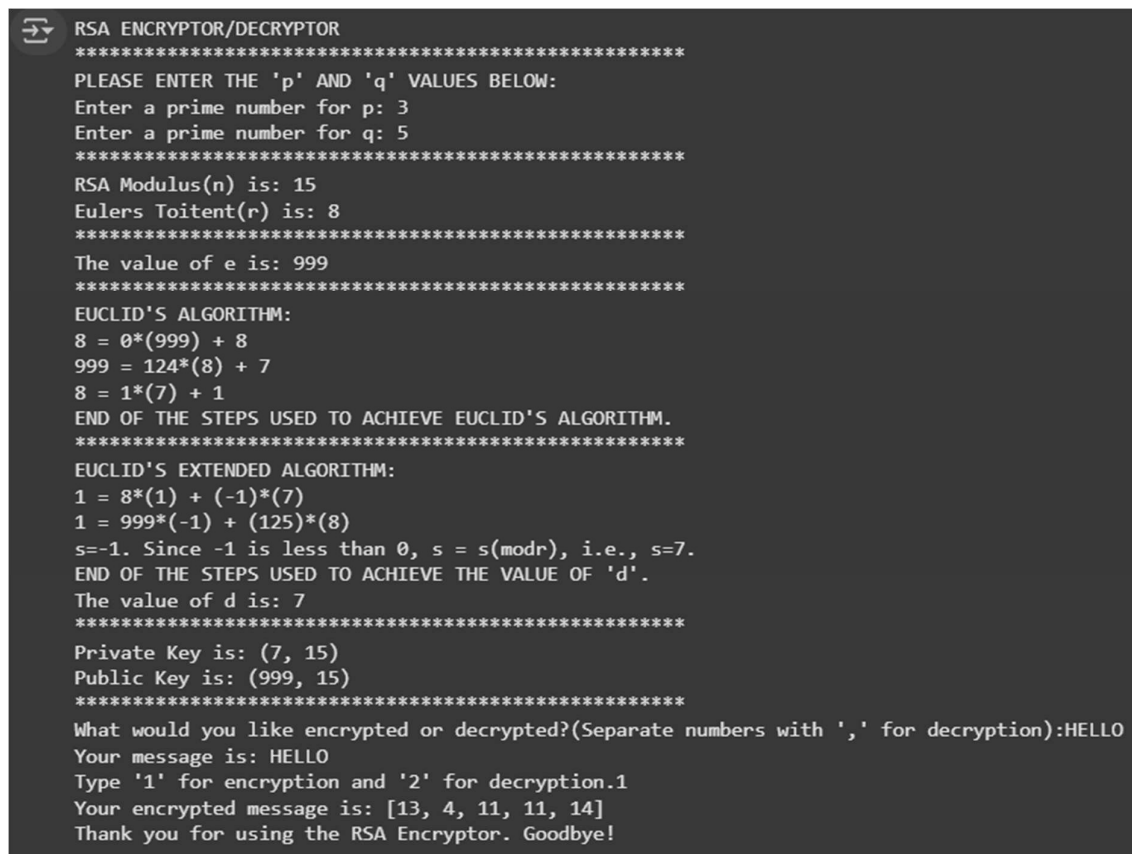 RSA ENCRYPTOR/DECRYPTOR
*****************************************************
PLEASE ENTER THE 'p' AND 'q' VALUES BELOW:
Enter a prime number for p: 3
Enter a prime number for q: 5
*****************************************************
RSA Modulus(n) is: 15
Eulers Toitent(r) is: 8
*****************************************************
The value of e is: 999
*****************************************************
EUCLID'S ALGORITHM:
8 = 0*(999) + 8
999 = 124*(8) + 7
8 = 1*(7) + 1
END OF THE STEPS USED TO ACHIEVE EUCLID'S ALGORITHM.
*****************************************************
EUCLID'S EXTENDED ALGORITHM:
1 = 8*(1) + (-1)*(7)
1 = 999*(-1) + (125)*(8)
s=-1. Since -1 is less than 0, s = s(modr), i.e., s=7.
END OF THE STEPS USED TO ACHIEVE THE VALUE OF 'd'.
The value of d is: 7
*****************************************************
Private Key is: (7, 15)
Public Key is: (999, 15)
*****************************************************
What would you like encrypted or decrypted?(Separate numbers with ',' for decryption):HELLO
Your message is: HELLO
Type '1' for encryption and '2' for decryption.1
Your encrypted message is: [13, 4, 11, 11, 14]
Thank you for using the RSA Encryptor. Goodbye!